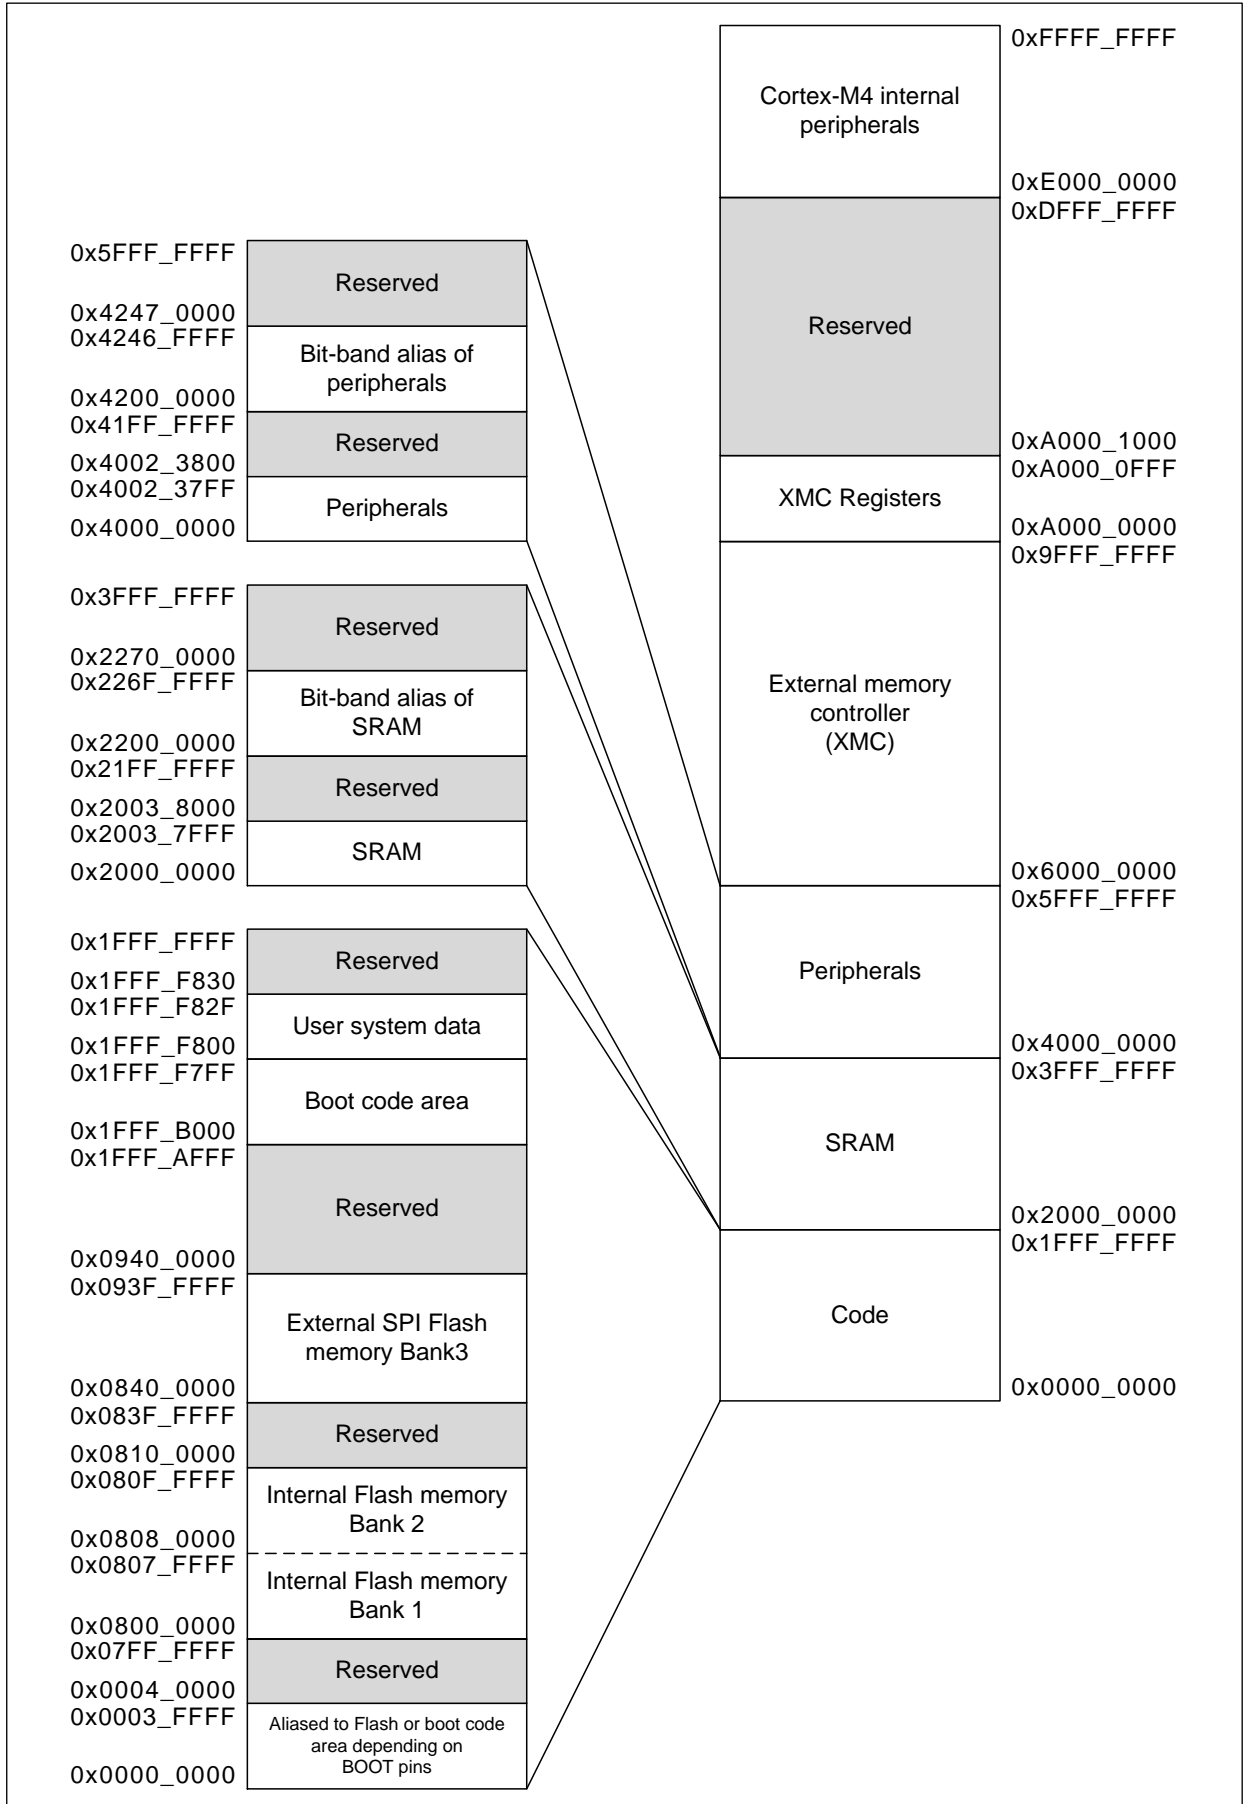 0xFFFF_FFFF
Cortex-M4 internal
peripherals
0xE000_0000
0xDFFF_FFFF
Reserved
0xA000_1000
0xA000_0FFF
XMC Registers
0xA000_0000
0x9FFF_FFFF
External memory
controller
(XMC)
0x6000_0000
0x5FFF_FFFF
Peripherals
0x4000_0000
0x3FFF_FFFF
SRAM
0x2000_0000
0x1FFF_FFFF
Code
0x0000_0000
0x5FFF_FFFF
Reserved
0x4247_0000
0x4246_FFFF
Bit-band alias of
peripherals
0x4200_0000
0x41FF_FFFF
Reserved
0x4002_3800
0x4002_37FF
Peripherals
0x4000_0000
0x3FFF_FFFF
Reserved
0x2270_0000
0x226F_FFFF
Bit-band alias of
SRAM
0x2200_0000
0x21FF_FFFF
Reserved
0x2003_8000
0x2003_7FFF
SRAM
0x2000_0000
0x1FFF_FFFF
Reserved
0x1FFF_F830
0x1FFF_F82F
User system data
0x1FFF_F800
0x1FFF_F7FF
Boot code area
0x1FFF_B000
0x1FFF_AFFF
Reserved
0x0940_0000
0x093F_FFFF
External SPI Flash
memory Bank3
0x0840_0000
0x083F_FFFF
Reserved
0x0810_0000
0x080F_FFFF
Internal Flash memory
Bank 2
0x0808_0000
0x0807_FFFF
Internal Flash memory
Bank 1
0x0800_0000
0x07FF_FFFF
Reserved
0x0004_0000
0x0003_FFFF
Aliased to Flash or boot code
area depending on
BOOT pins
0x0000_0000